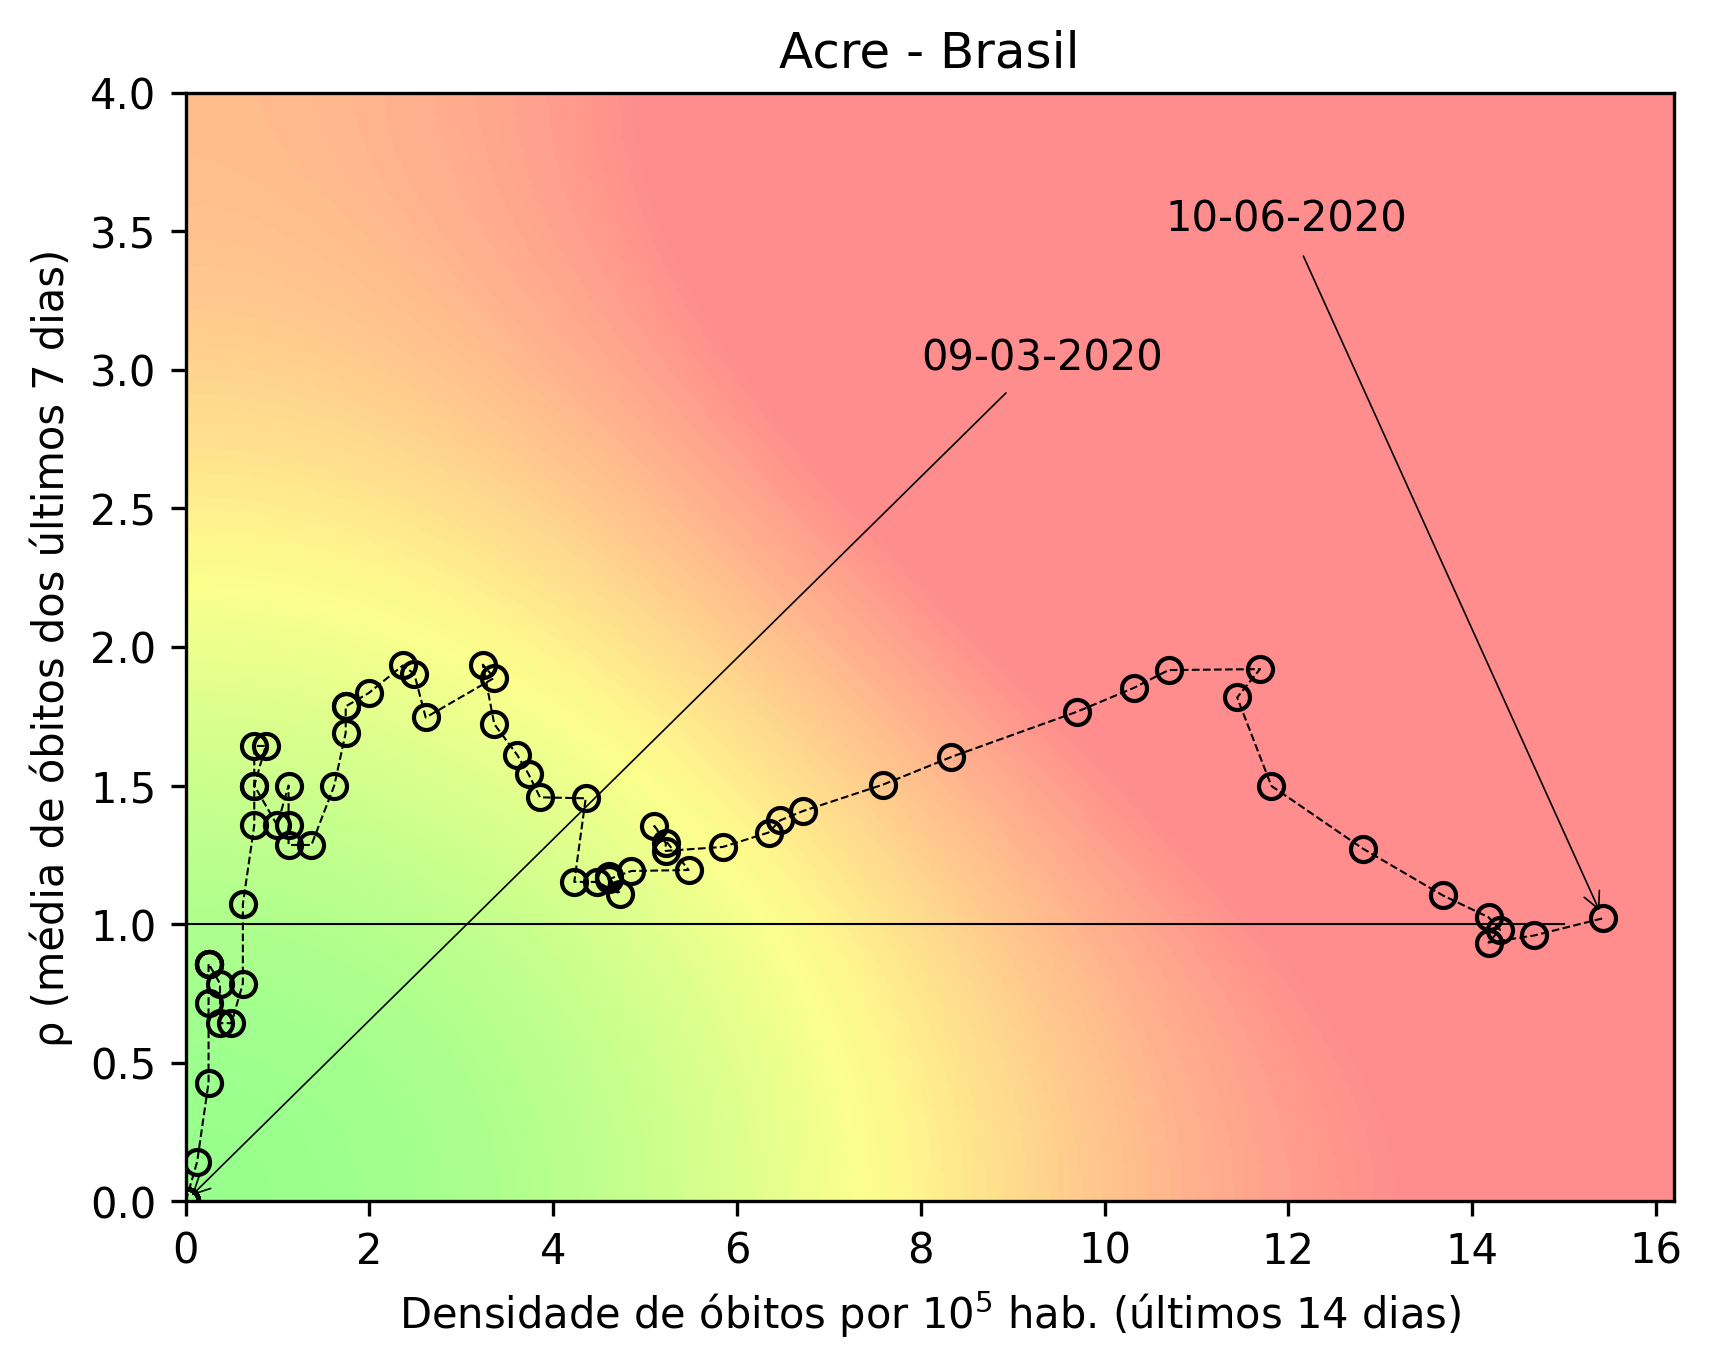 Acre - Brasil
4.0
3.5
3.0
2.5
2.0
1.5
1.0
0.5
0.0
ρ (média de óbitos dos últimos 7 dias)
10-06-2020
09-03-2020
0 2 4 6 8 10 12 14 16
Densidade de óbitos por 10⁵ hab. (últimos 14 dias)